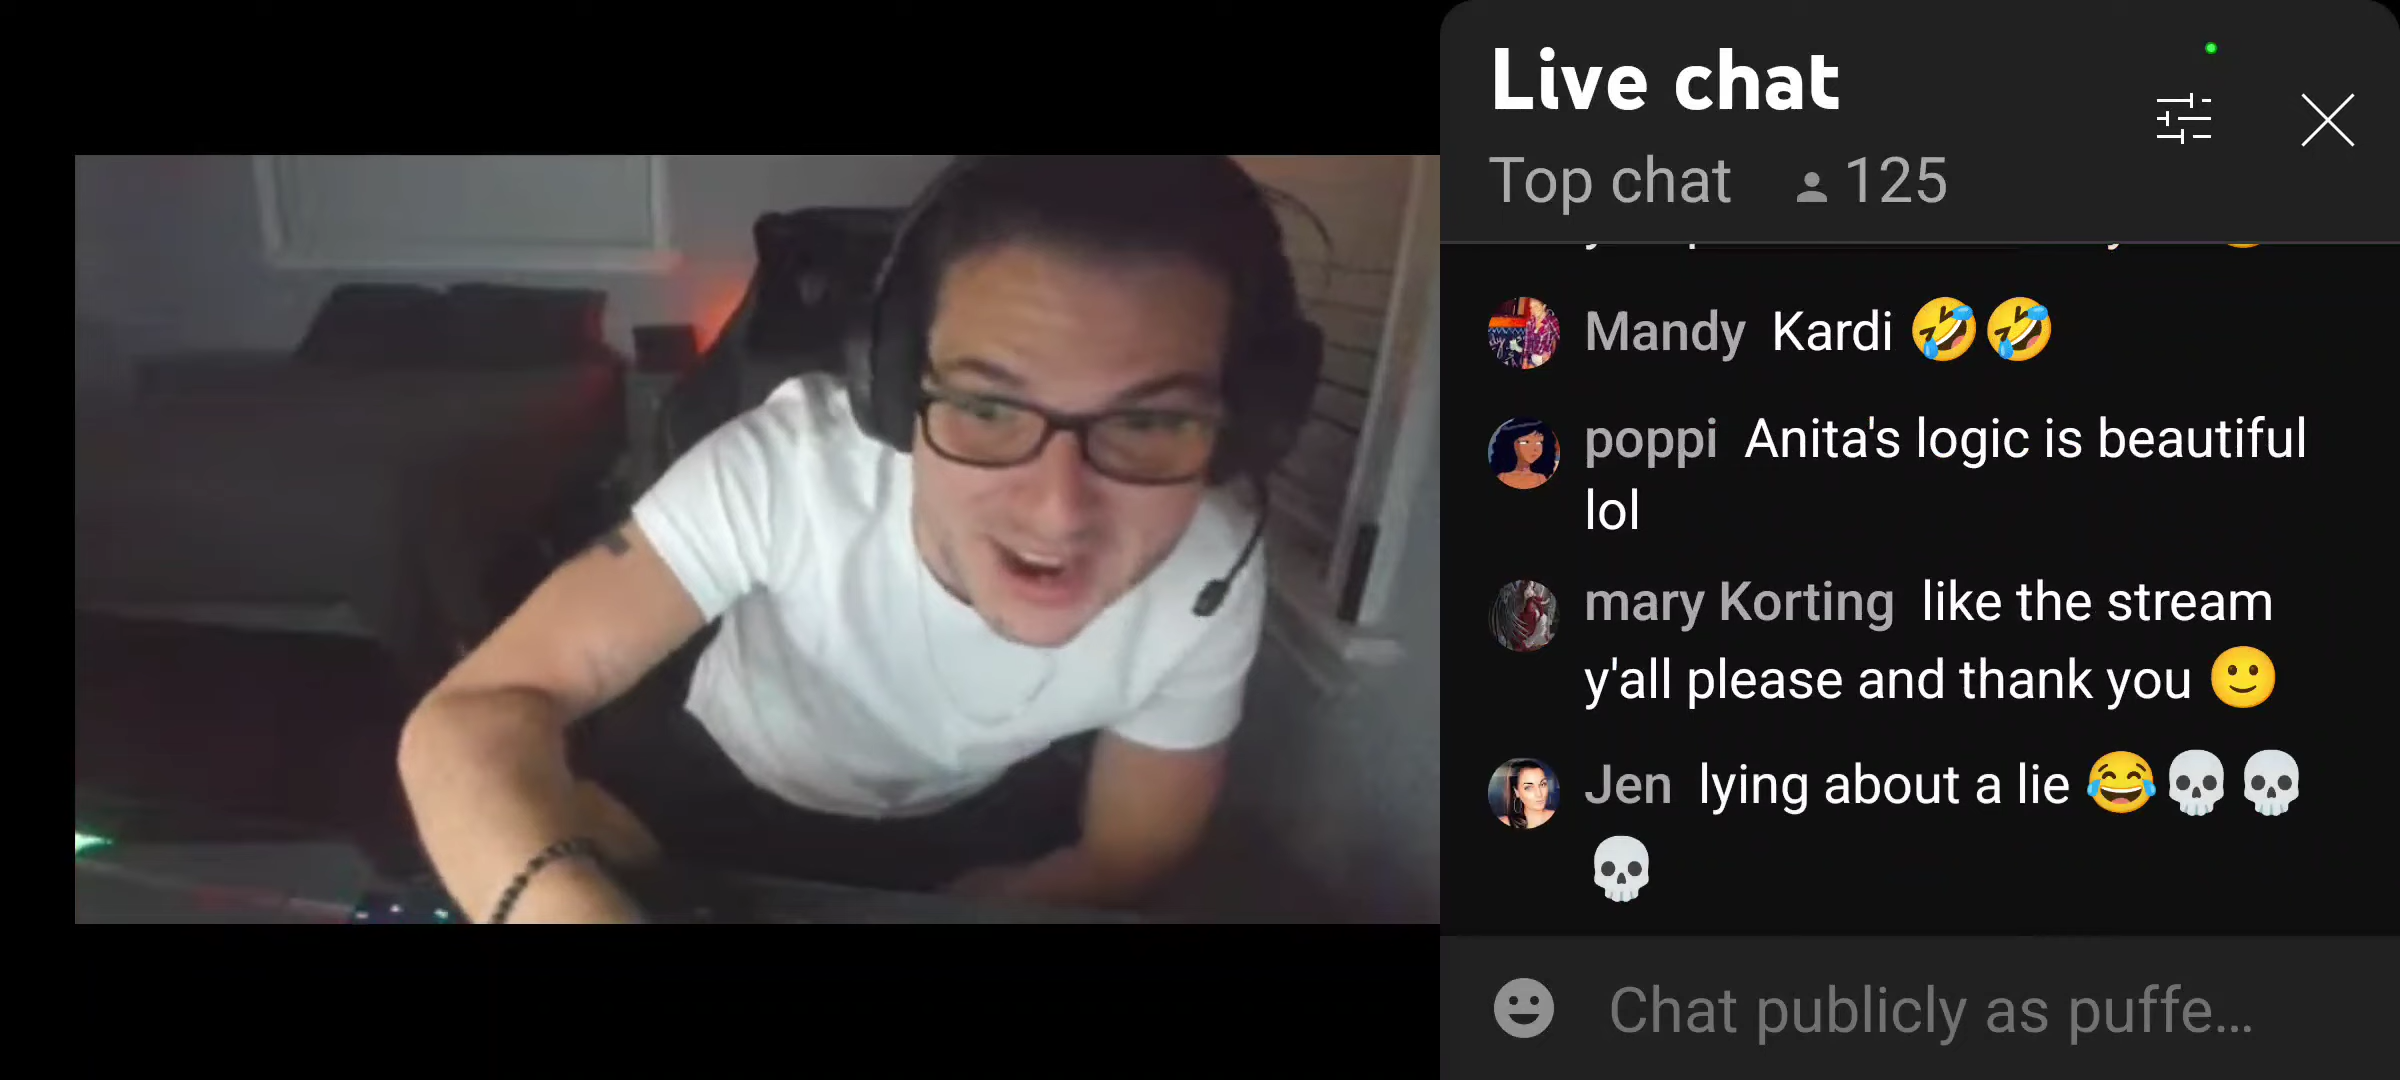 Live chat
Top chat 125
Mandy Kardi 🤣🤣
poppi Anita's logic is beautiful
lol
mary Korting like the stream
y'all please and thank you 🙂
Jen lying about a lie 😂💀💀
💀
Chat publicly as puffe...